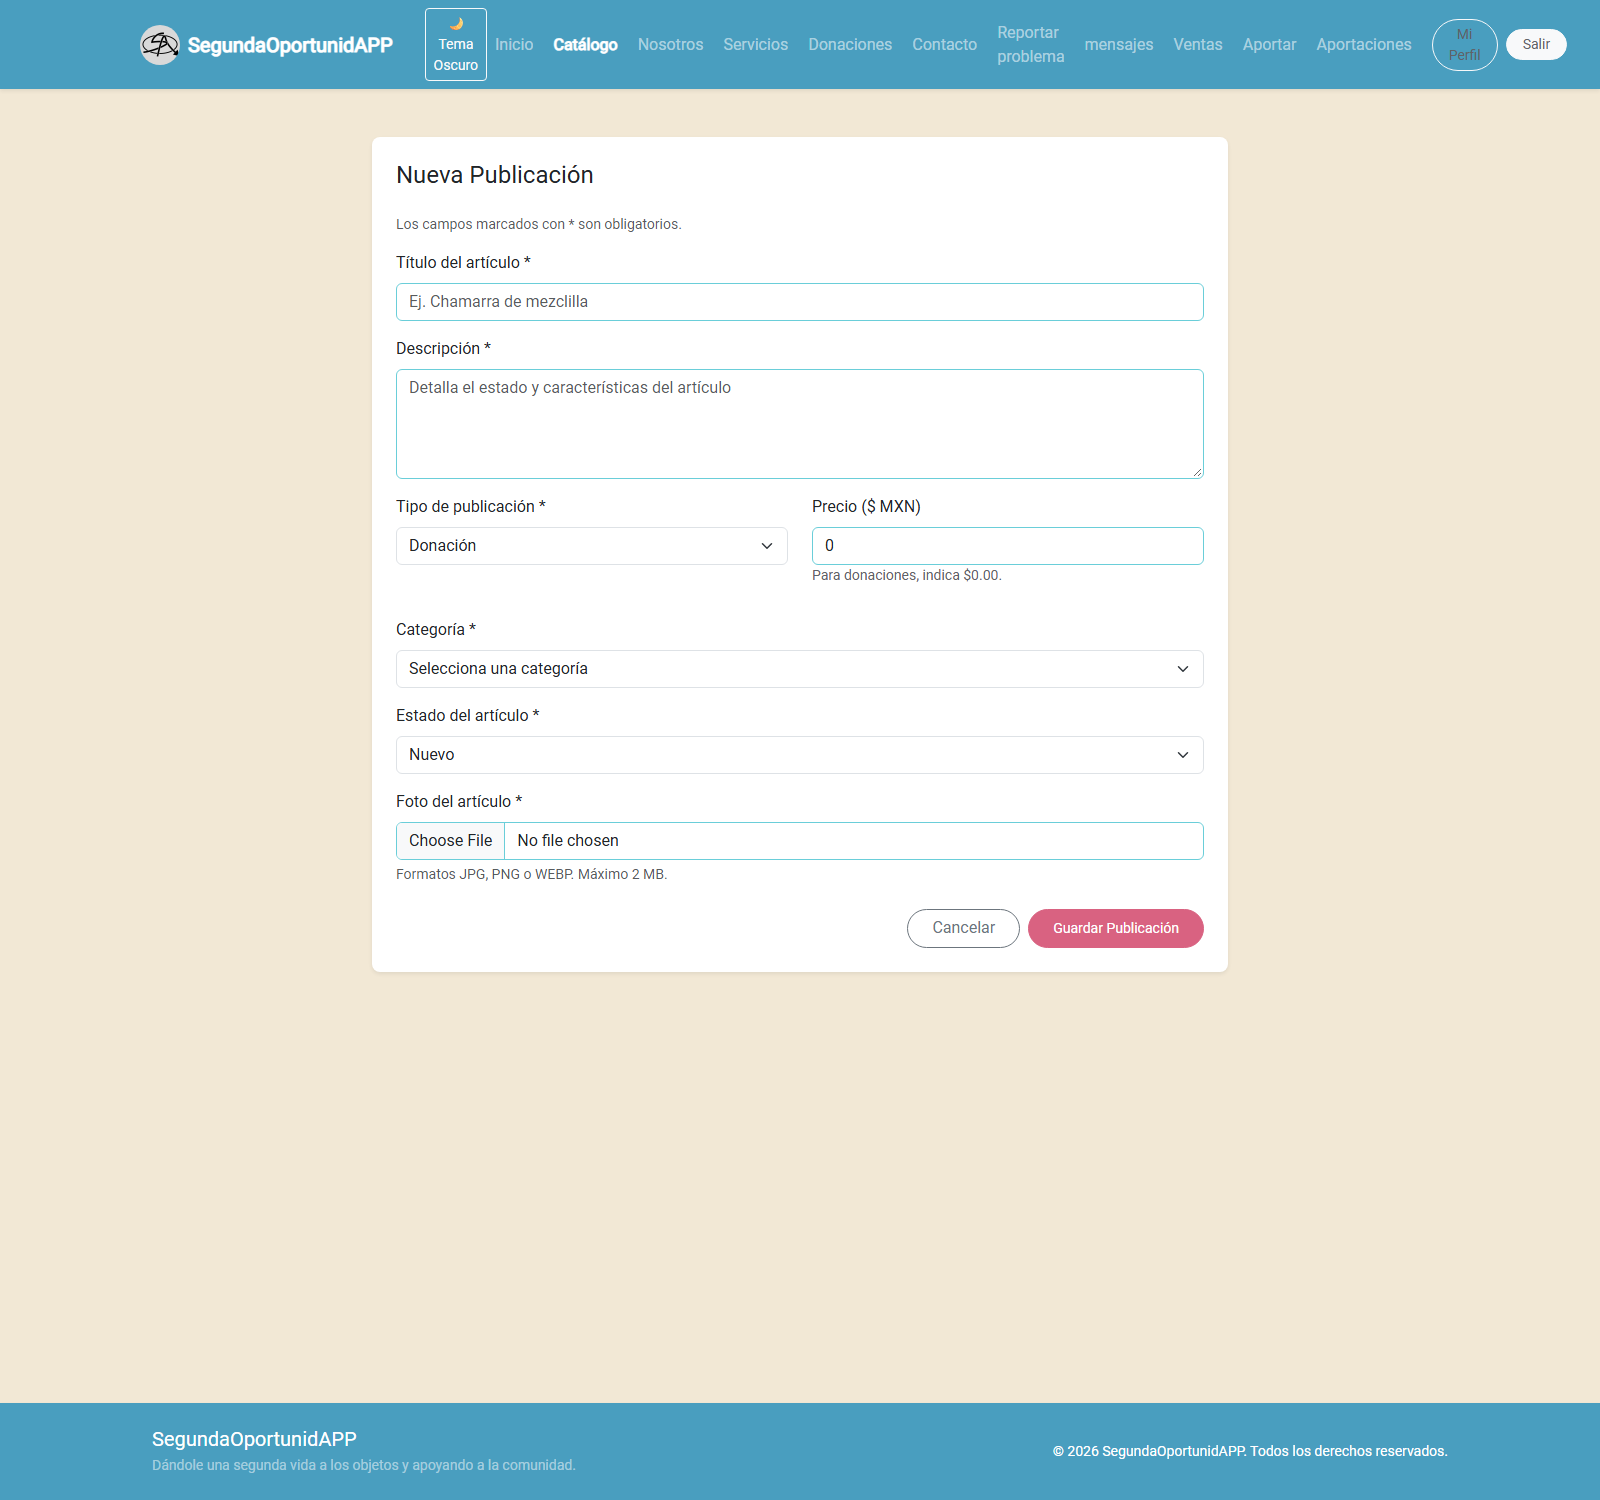 SegundaOportunidAPP
🌙
Tema
Oscuro
Inicio
Catálogo
Nosotros
Servicios
Donaciones
Contacto
Reportar
problema
mensajes
Ventas
Aportar
Aportaciones
Mi
Perfil
Salir
Nueva Publicación
Los campos marcados con * son obligatorios.
Título del artículo *
Ej. Chamarra de mezclilla
Descripción *
Detalla el estado y características del artículo
Tipo de publicación *
Donación
Precio ($ MXN)
0
Para donaciones, indica $0.00.
Categoría *
Selecciona una categoría
Estado del artículo *
Nuevo
Foto del artículo *
Choose File
No file chosen
Formatos JPG, PNG o WEBP. Máximo 2 MB.
Cancelar
Guardar Publicación
SegundaOportunidAPP
Dándole una segunda vida a los objetos y apoyando a la comunidad.
© 2026 SegundaOportunidAPP. Todos los derechos reservados.